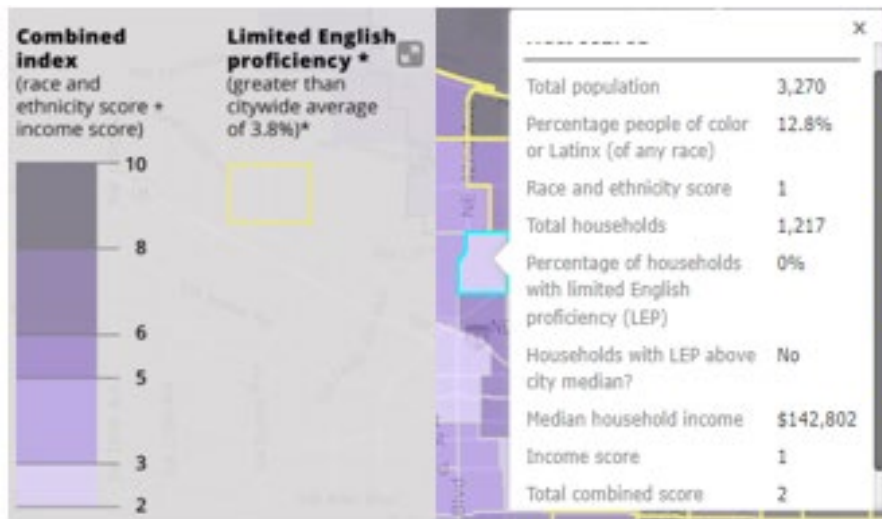 Combined
index
(race and
ethnicity score +
income score)
10
8
6
5
3
2
Limited English
proficiency *
(greater than
citywide average
of 3.8%)*
NE
×
Total population 3,270
Percentage people of color 12.8%
or Latinx (of any race)
Race and ethnicity score 1
Total households 1,217
Percentage of households 0%
with limited English
proficiency (LEP)
Households with LEP above No
city median?
Median household income $142,802
Income score 1
Total combined score 2